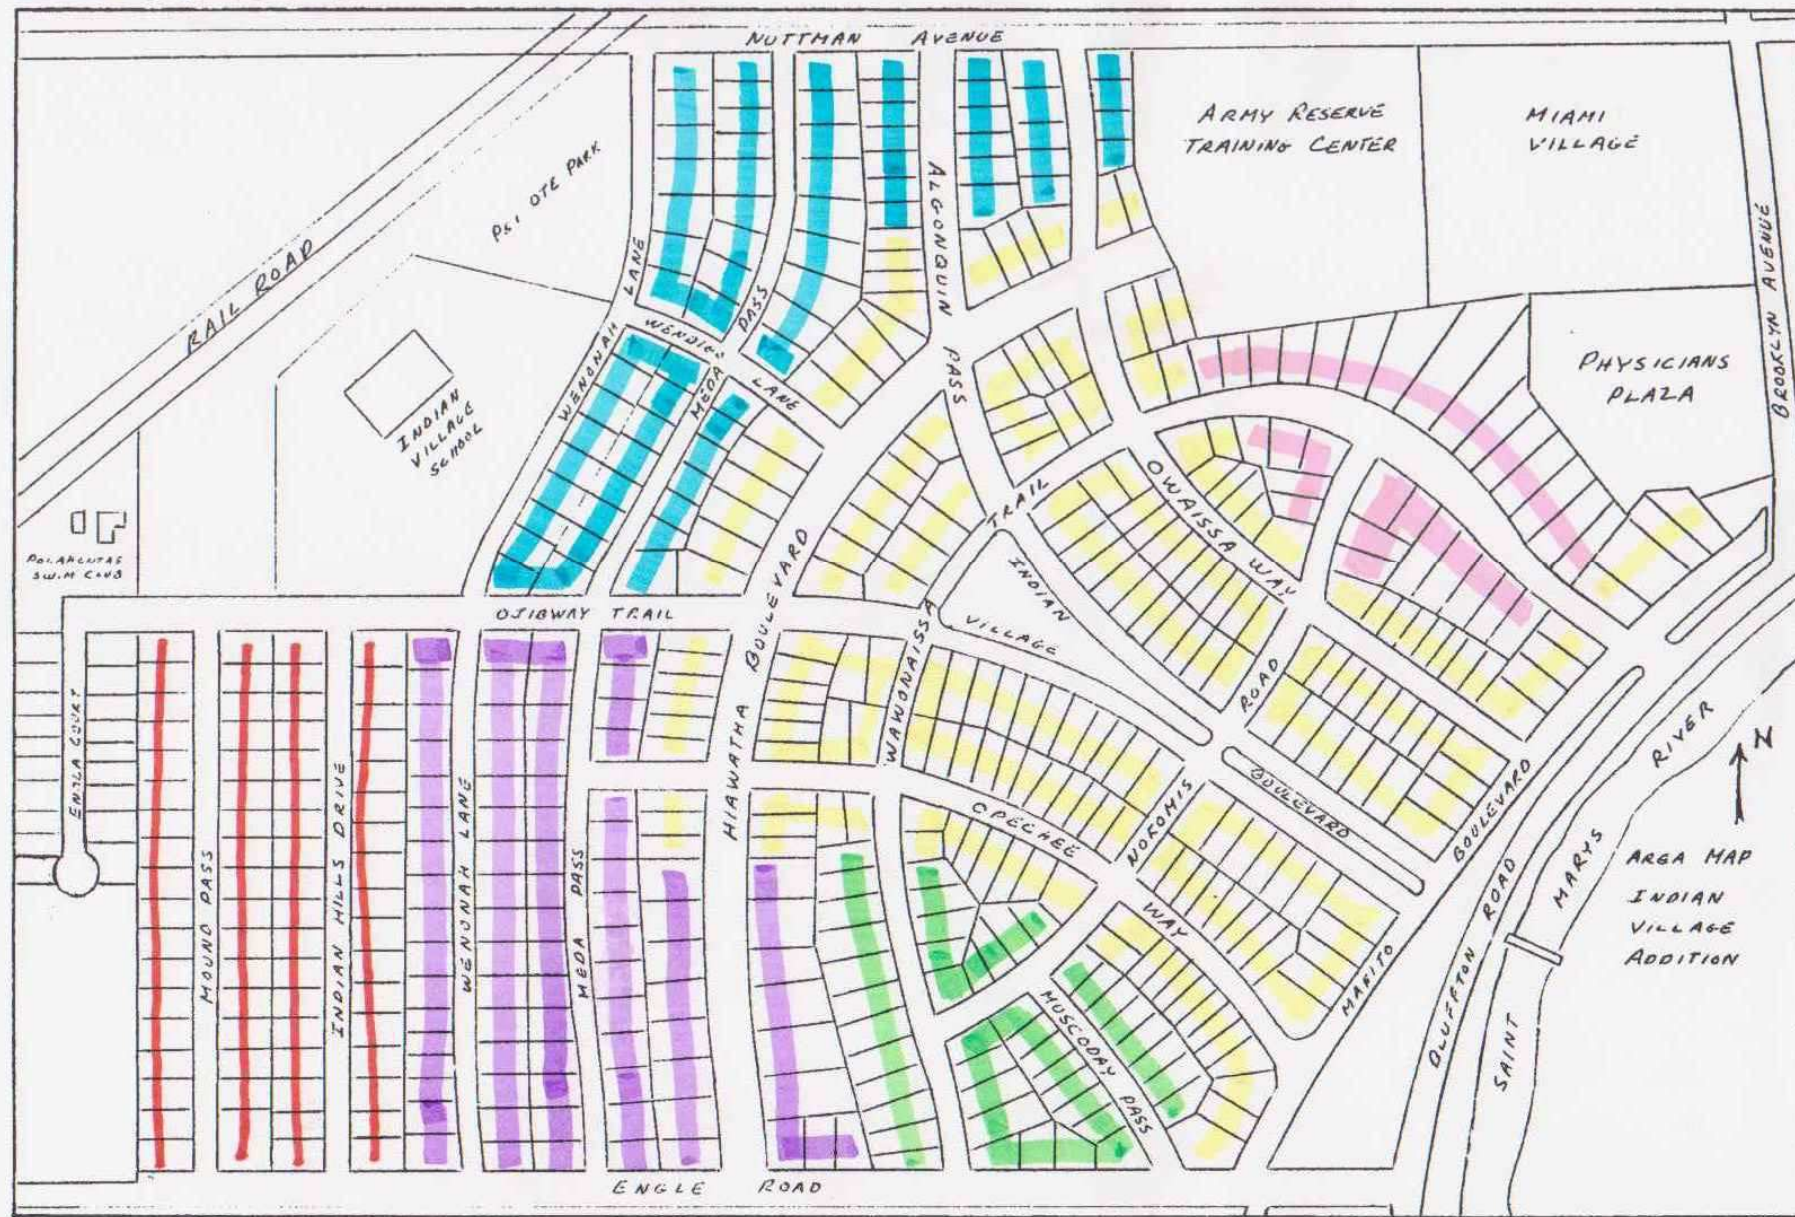 NUTTMAN AVENUE
ARMY RESERVE
TRAINING CENTER
MIAMI
VILLAGE
RAIL ROAD
PSI OTE PARK
ALGONQUIN PASS
BROOKLYN AVENUE
WENONAH LANE
WENDIGO LANE
MEDA PASS
INDIAN
VILLAGE
SCHOOL
PHYSICIANS
PLAZA
SWIM CLUB
OJIBWAY TRAIL
HIAWATHA BOULEVARD
WAWONAISSA TRAIL
OWAISSA WAY
INDIAN VILLAGE BOULEVARD
NOKOMIS ROAD
COURT
MOUND PASS
INDIAN HILLS DRIVE
WENONAH LANE
MEDA PASS
OPECHEE WAY
MUSCODAY PASS
MANITO BOULEVARD
BLUFFTON ROAD
SAINT MARYS RIVER
N
AREA MAP
INDIAN
VILLAGE
ADDITION
ENGLE ROAD